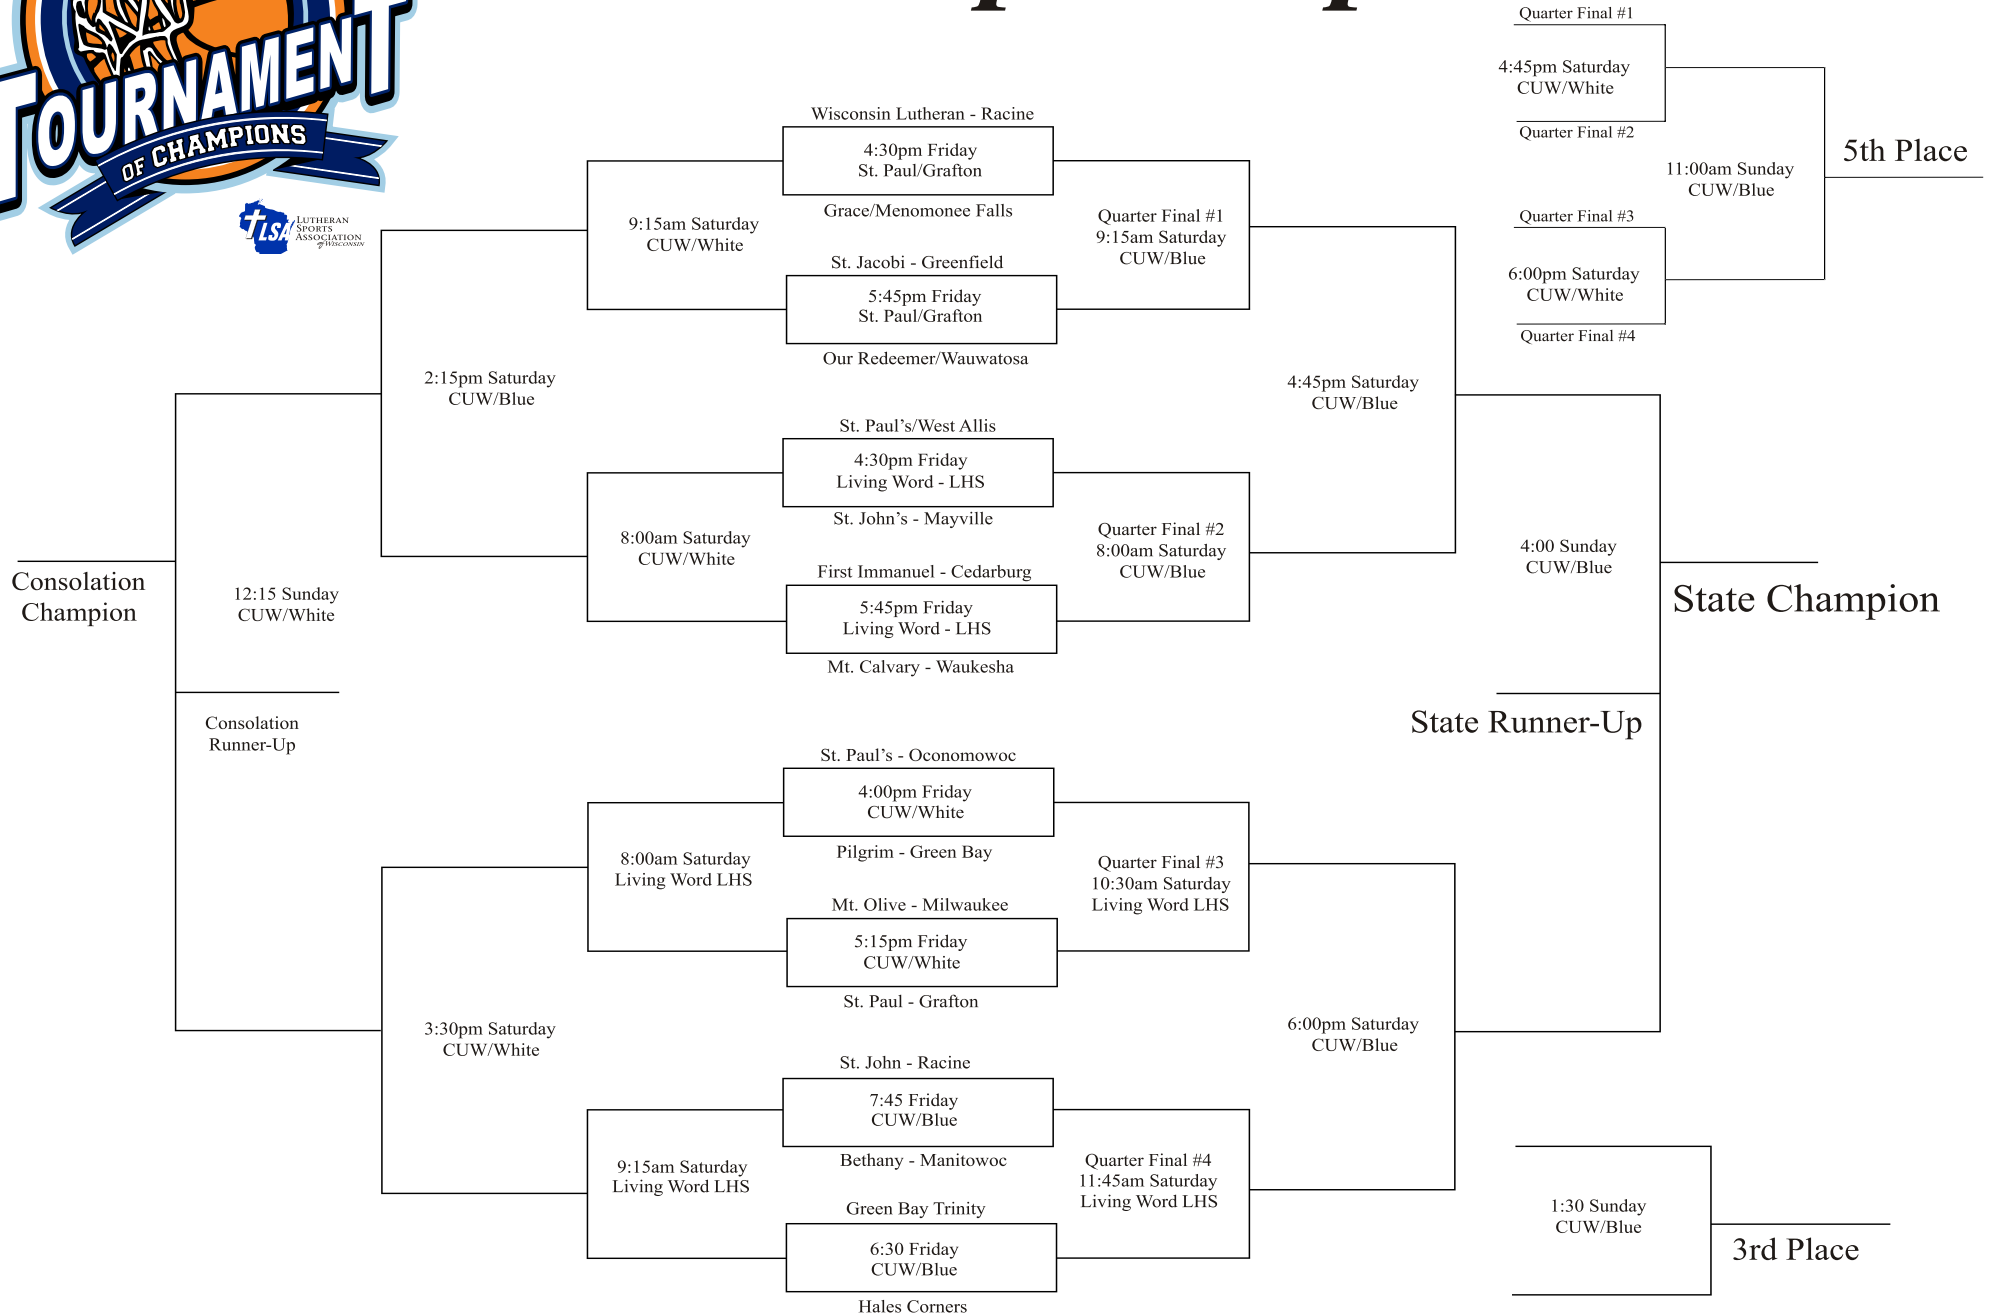 TOURNAMENT
OF CHAMPIONS
LSA
LUTHERAN
SPORTS
ASSOCIATION
of WISCONSIN
Quarter Final #1
4:45pm Saturday
CUW/White
Quarter Final #2
11:00am Sunday
CUW/Blue
5th Place
Quarter Final #3
6:00pm Saturday
CUW/White
Quarter Final #4
Wisconsin Lutheran - Racine
4:30pm Friday
St. Paul/Grafton
Grace/Menomonee Falls
9:15am Saturday
CUW/White
Quarter Final #1
9:15am Saturday
CUW/Blue
St. Jacobi - Greenfield
5:45pm Friday
St. Paul/Grafton
Our Redeemer/Wauwatosa
2:15pm Saturday
CUW/Blue
4:45pm Saturday
CUW/Blue
St. Paul's/West Allis
4:30pm Friday
Living Word - LHS
St. John's - Mayville
8:00am Saturday
CUW/White
Quarter Final #2
8:00am Saturday
CUW/Blue
First Immanuel - Cedarburg
5:45pm Friday
Living Word - LHS
Mt. Calvary - Waukesha
Consolation
Champion
12:15 Sunday
CUW/White
4:00 Sunday
CUW/Blue
State Champion
Consolation
Runner-Up
State Runner-Up
St. Paul's - Oconomowoc
4:00pm Friday
CUW/White
Pilgrim - Green Bay
8:00am Saturday
Living Word LHS
Quarter Final #3
10:30am Saturday
Living Word LHS
Mt. Olive - Milwaukee
5:15pm Friday
CUW/White
St. Paul - Grafton
3:30pm Saturday
CUW/White
6:00pm Saturday
CUW/Blue
St. John - Racine
7:45 Friday
CUW/Blue
Bethany - Manitowoc
9:15am Saturday
Living Word LHS
Quarter Final #4
11:45am Saturday
Living Word LHS
Green Bay Trinity
6:30 Friday
CUW/Blue
Hales Corners
1:30 Sunday
CUW/Blue
3rd Place